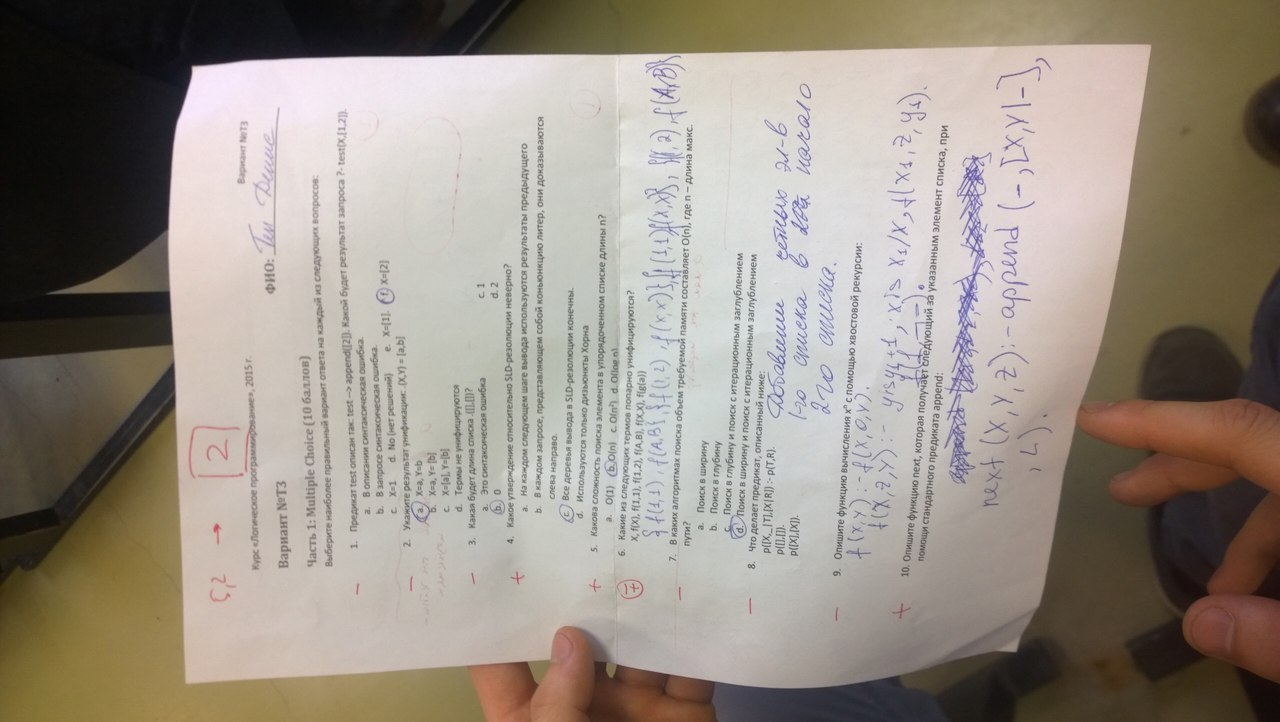 5,2 → 2
Курс «Логическое программирование», 2015 г. Вариант №Т3
Вариант №Т3 ФИО: Тен Денис
Часть 1: Multiple Choice (10 баллов)
Выберите наиболее правильный вариант ответа на каждый из следующих вопросов:
− 1. Предикат test описан так: test --> append([2]). Какой будет результат запроса ?- test(X,[1,2]).
a. В описании синтаксическая ошибка.
b. В запросе синтаксическая ошибка.
c. X=1 d. No (нет решений) e. X=[1]. f. X=[2]
− 2. Укажите результат унификации: .(X,Y) = [a,b]
a. X=a, Y=b
b. X=a, Y= [b]
c. X=[a], Y=[b]
d. Термы не унифицируются
− 3. Какая будет длина списка .([],[])?
a. Это синтаксическая ошибка c. 1
b. 0 d. 2
+ 4. Какое утверждение относительно SLD-резолюции неверно?
a. На каждом следующем шаге вывода используются результаты предыдущего
b. В каждом запросе, представляющем собой конъюнкцию литер, они доказываются
слева направо.
c. Все деревья вывода в SLD-резолюции конечны.
d. Используются только дизъюнкты Хорна
+ 5. Какова сложность поиска элемента в упорядоченном списке длины n?
a. O(1) b. O(n) c. O(n²) d. O(log n)
∓ 6. Какие из следующих термов попарно унифицируются?
X, f(X), f(1,1), f(1,2), f(A,B), f(X,X), f(g(a))
{f(1,1), f(A,B)}, {f(1,2), f(x,x)}, {f(1,1) f(X,X)}, {f(1,2), f(A,B)}
− 7. В каких алгоритмах поиска объем требуемой памяти составляет O(n), где n – длина макс.
пути?
a. Поиск в ширину
b. Поиск в глубину
c. Поиск в глубину и поиск с итерационным заглублением
d. Поиск в ширину и поиск с итерационным заглублением
− 8. Что делает предикат, описанный ниже:
p([X,_|T],[X|R]) :- p(T,R).
p([],[]).
p([X],[X]).
Добавление четных эл-в
1-го списка в начало
2го списка.
− 9. Опишите функцию вычисления xⁿ с помощью хвостовой рекурсии:
f(x,y) :- f(x,0,y).
f(X,Z,Y) :- y is y1+1, x is x1/x, f(x1, z, y1).
+ 10. Опишите функцию next, которая получает следующий за указанным элемент списка, при
помощи стандартного предиката append:
next (X,Y,Z) :- append (_,[X,Y|_],
, L).